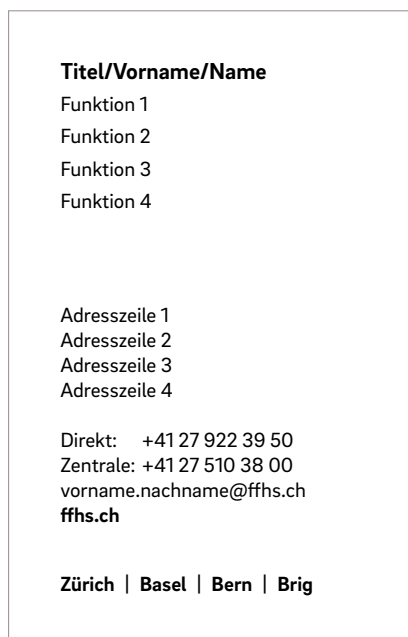 Titel/Vorname/Name
Funktion 1
Funktion 2
Funktion 3
Funktion 4
Adresszeile 1
Adresszeile 2
Adresszeile 3
Adresszeile 4
Direkt: +41 27 922 39 50
Zentrale: +41 27 510 38 00
vorname.nachname@ffhs.ch
ffhs.ch
Zürich | Basel | Bern | Brig